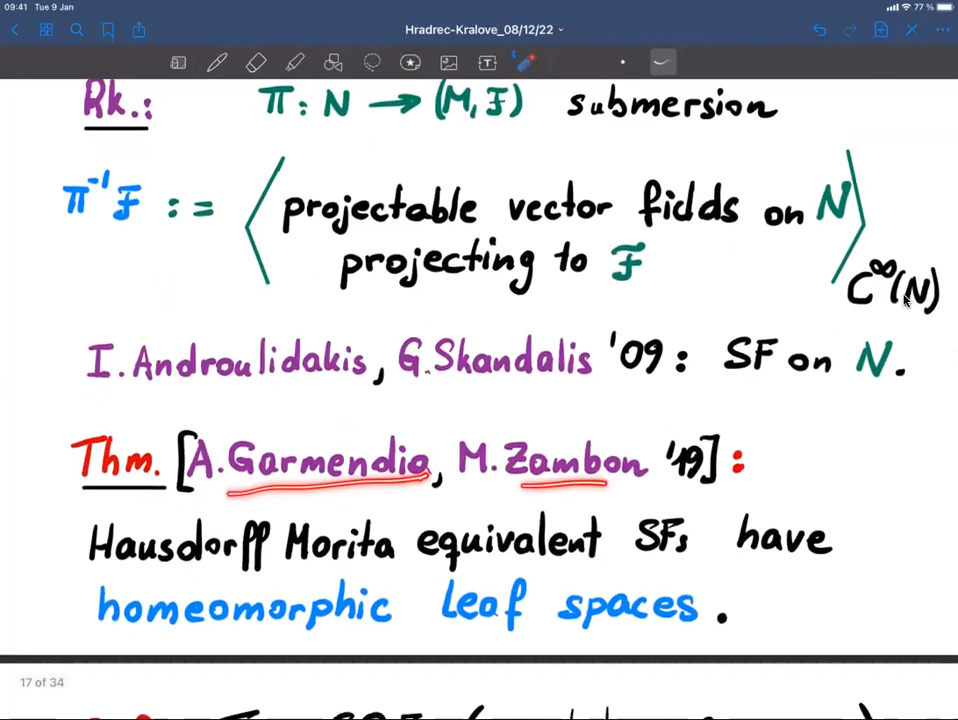 09:41 Tue 9 Jan
77 %
Hradrec-Kralove_08/12/22
Rk.: π: N → (M, F) submersion
π⁻¹F := ⟨ projectable vector fields on N
projecting to F ⟩ C^∞(N)
I. Androulidakis, G. Skandalis '09: SF on N.
Thm. [A. Garmendia, M. Zambon '19]:
Hausdorff Morita equivalent SFs have
homeomorphic leaf spaces.
17 of 34